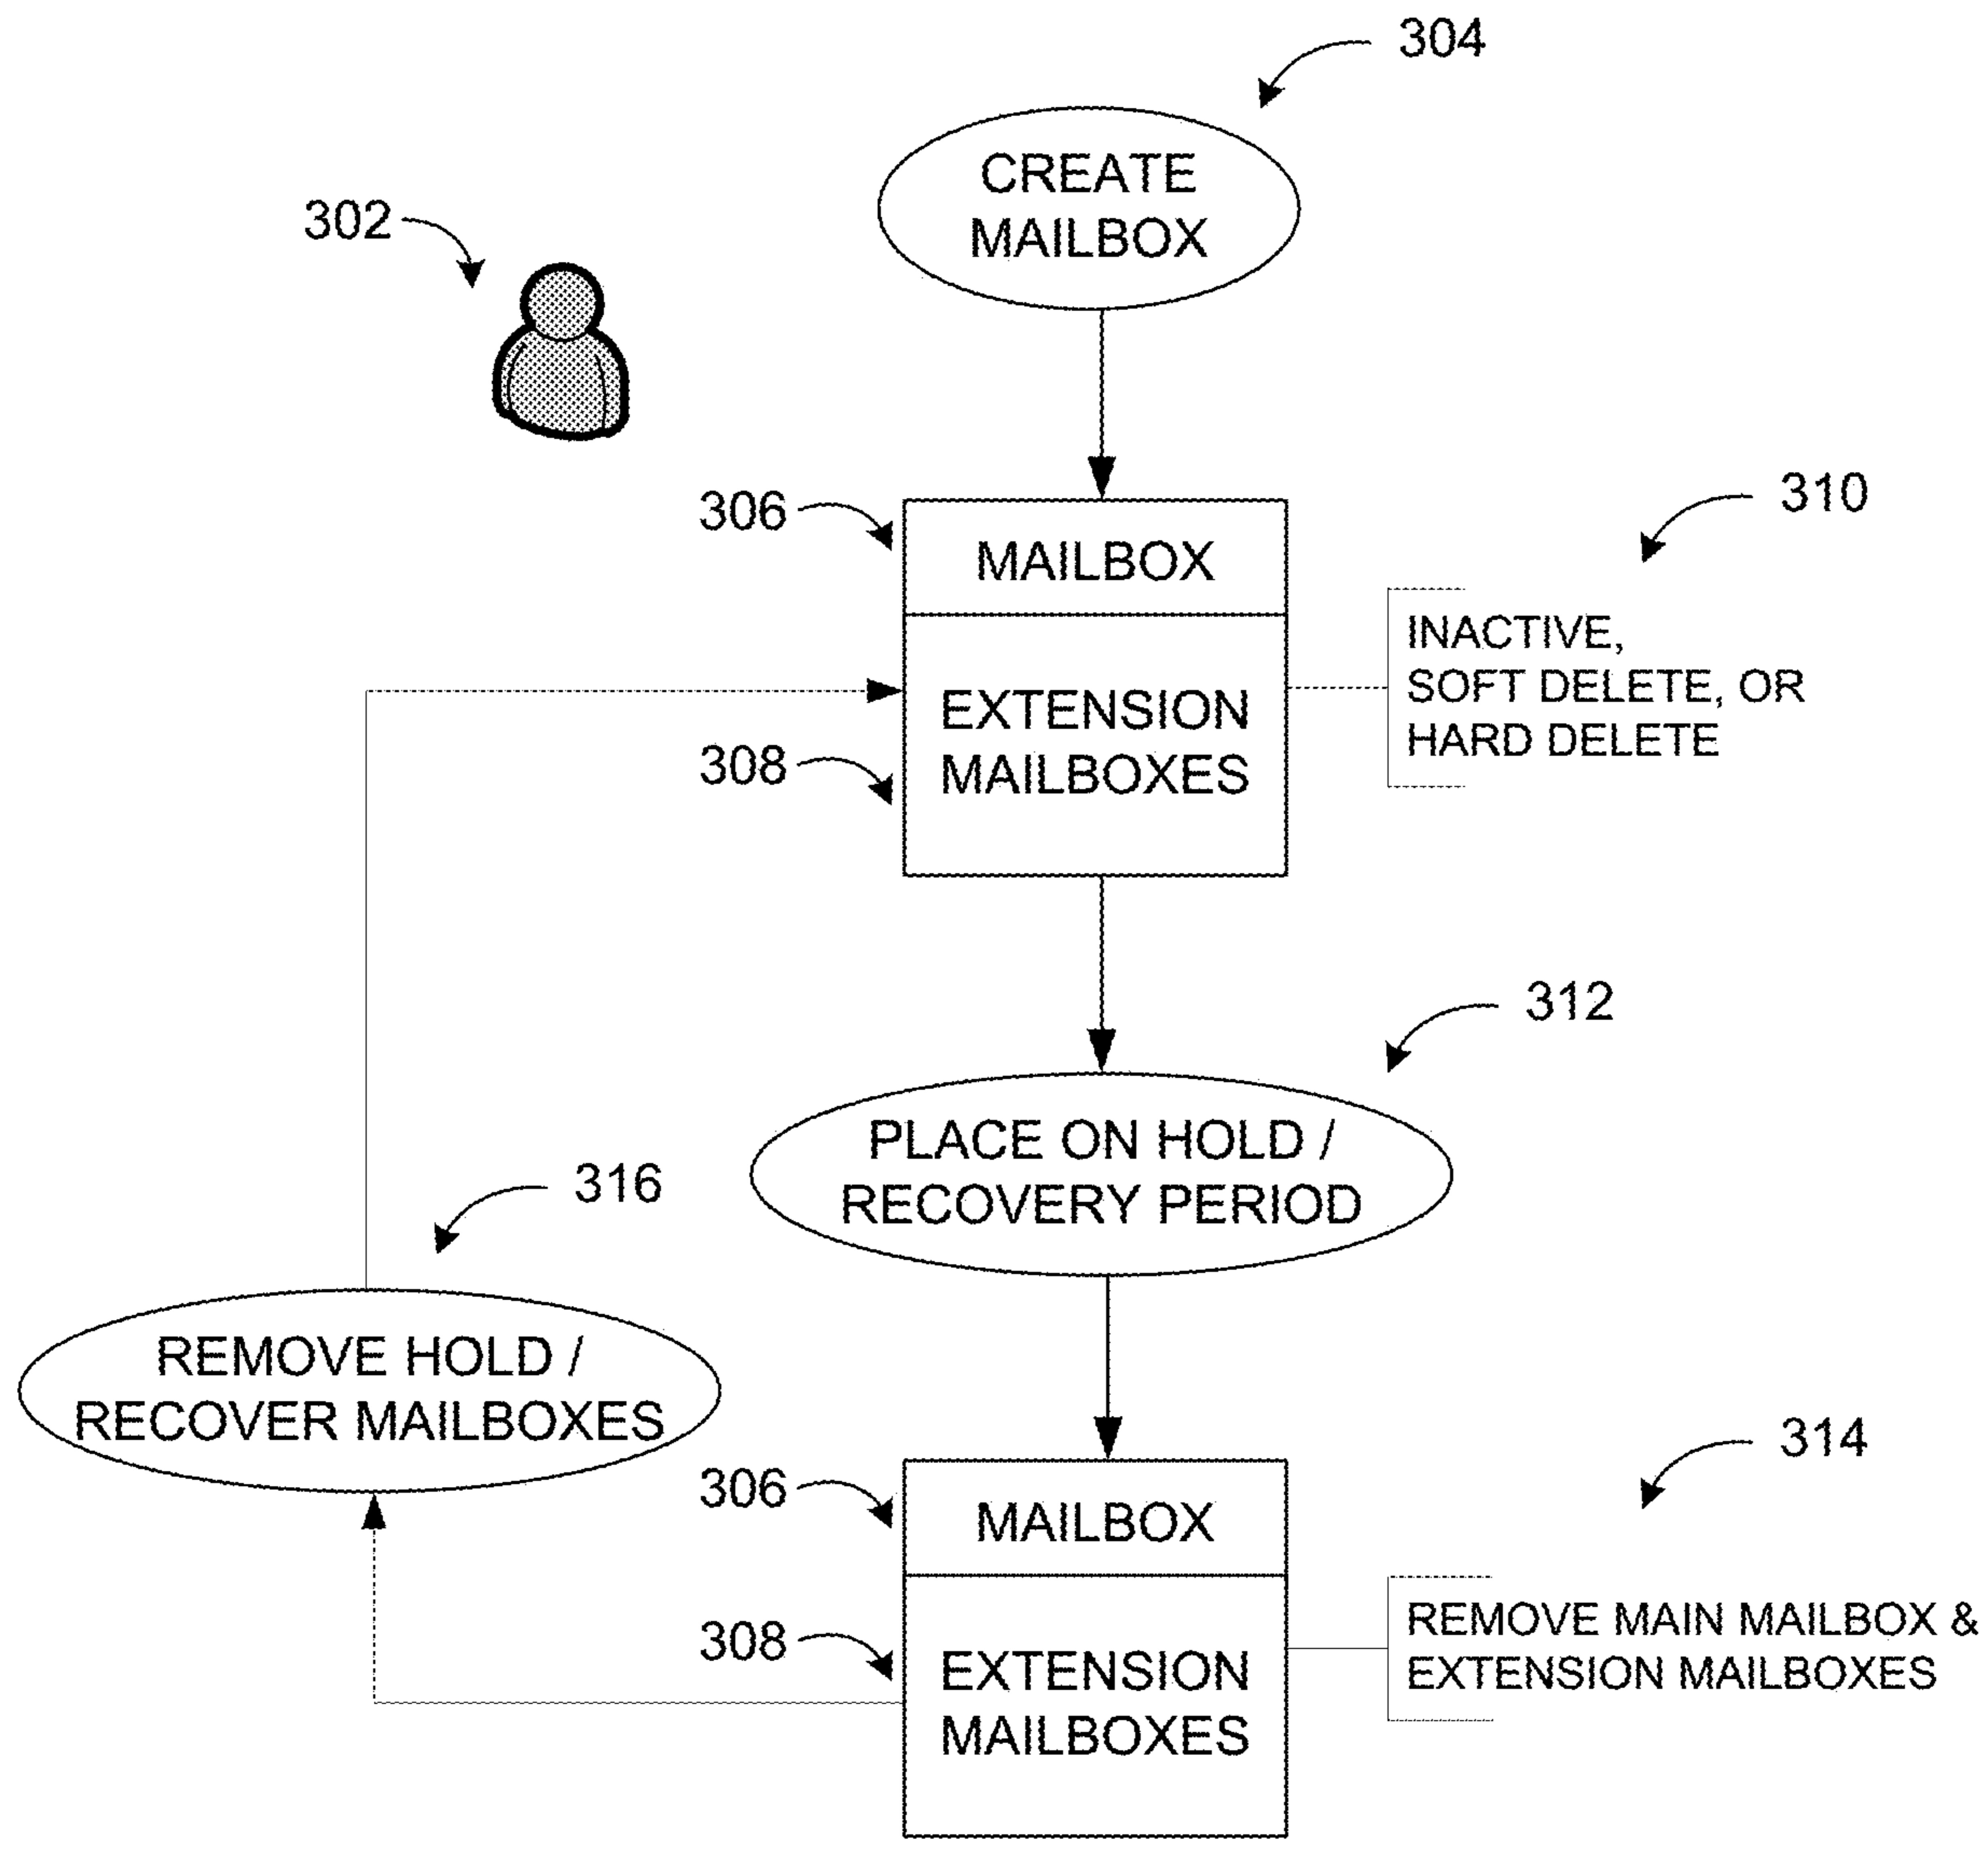 304
CREATE
MAILBOX
302
306
MAILBOX
310
INACTIVE,
SOFT DELETE, OR
HARD DELETE
EXTENSION
MAILBOXES
308
312
PLACE ON HOLD /
RECOVERY PERIOD
316
REMOVE HOLD /
RECOVER MAILBOXES
306
MAILBOX
314
REMOVE MAIN MAILBOX &
EXTENSION MAILBOXES
308
EXTENSION
MAILBOXES